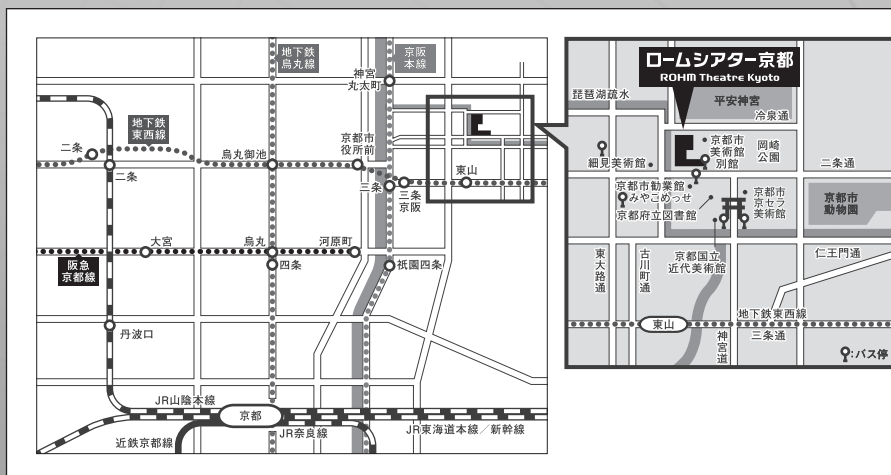 地下鉄
烏丸線
京阪
本線
神宮
丸太町
地下鉄
東西線
二条
二条
烏丸御池
京都市
役所前
三条
三条
京阪
東山
大宮
烏丸
河原町
四条
祇園四条
阪急
京都線
丹波口
JR山陰本線
京都
近鉄京都線
JR奈良線
JR東海道本線／新幹線
ロームシアター京都
ROHM Theatre Kyoto
琵琶湖疏水
平安神宮
冷泉通
京都市
美術館
別館
岡崎
公園
細見美術館
二条通
京都市勧業館
みやこめっせ
京都府立図書館
京都市
京セラ
美術館
京都市
動物園
東大路通
古川町通
京都国立
近代美術館
仁王門通
地下鉄東西線
東山
三条通
神宮道
:バス停